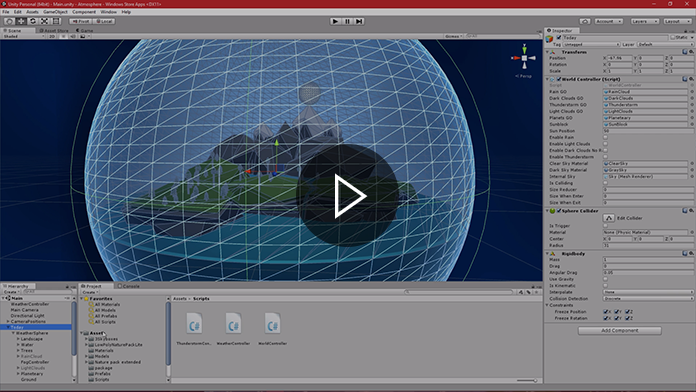 Unity Personal (64bit) - Main.unity - Atmosphere - Windows Store Apps <DX11>
File Edit Assets GameObject Component Window Help
Pivot Local Account Layers Layout
Scene Asset Store Game
Shaded 2D Gizmos
y
x
Persp
Inspector
Today Static
Tag Untagged Layer Default
Transform
Position X -67.96 Y 0 Z 0
Rotation X 0 Y 0 Z 0
Scale X 1 Y 1 Z 1
World Controller (Script)
Script WorldController
Rain GO RainCloud
Dark Clouds GO DarkClouds
Thunderstorm GO Thunderstorm
Light Clouds GO LightClouds
Planets GO Planeteary
Sunblock SunBlock
Sun Position 90
Enable Rain
Enable Light Clouds
Enable Dark Clouds No R
Enable Thunderstorm
Clear Sky Material ClearSky
Dark Sky Material GraySky
Internal Sky Sky (Mesh Renderer)
Is Colliding
Size Reducer 0
Size When Enter 0
Size When Exit 0
Sphere Collider
Edit Collider
Is Trigger
Material None (Physic Material)
Center X 0 Y 0 Z 0
Radius 31
Rigidbody
Mass 1
Drag 0
Angular Drag 0.05
Use Gravity
Is Kinematic
Interpolate None
Collision Detection Discrete
Constraints
Freeze Position X Y Z
Freeze Rotation X Y Z
Add Component
Hierarchy
Create
Main
WeatherController
Main Camera
Directional Light
CameraPositions
Today
WeatherSphere
Landscape
Water
Trees
RainCloud
FogController
LightClouds
Planeteary
Ground
Project Console
Create
Favorites
All Materials
All Models
All Prefabs
All Scripts
Assets
LowPolyNaturePackLite
Materials
Models
Nature pack extended
package
Prefabs
Scripts
Assets Scripts
C# C# C#
ThunderstormCon... WeatherController WorldController